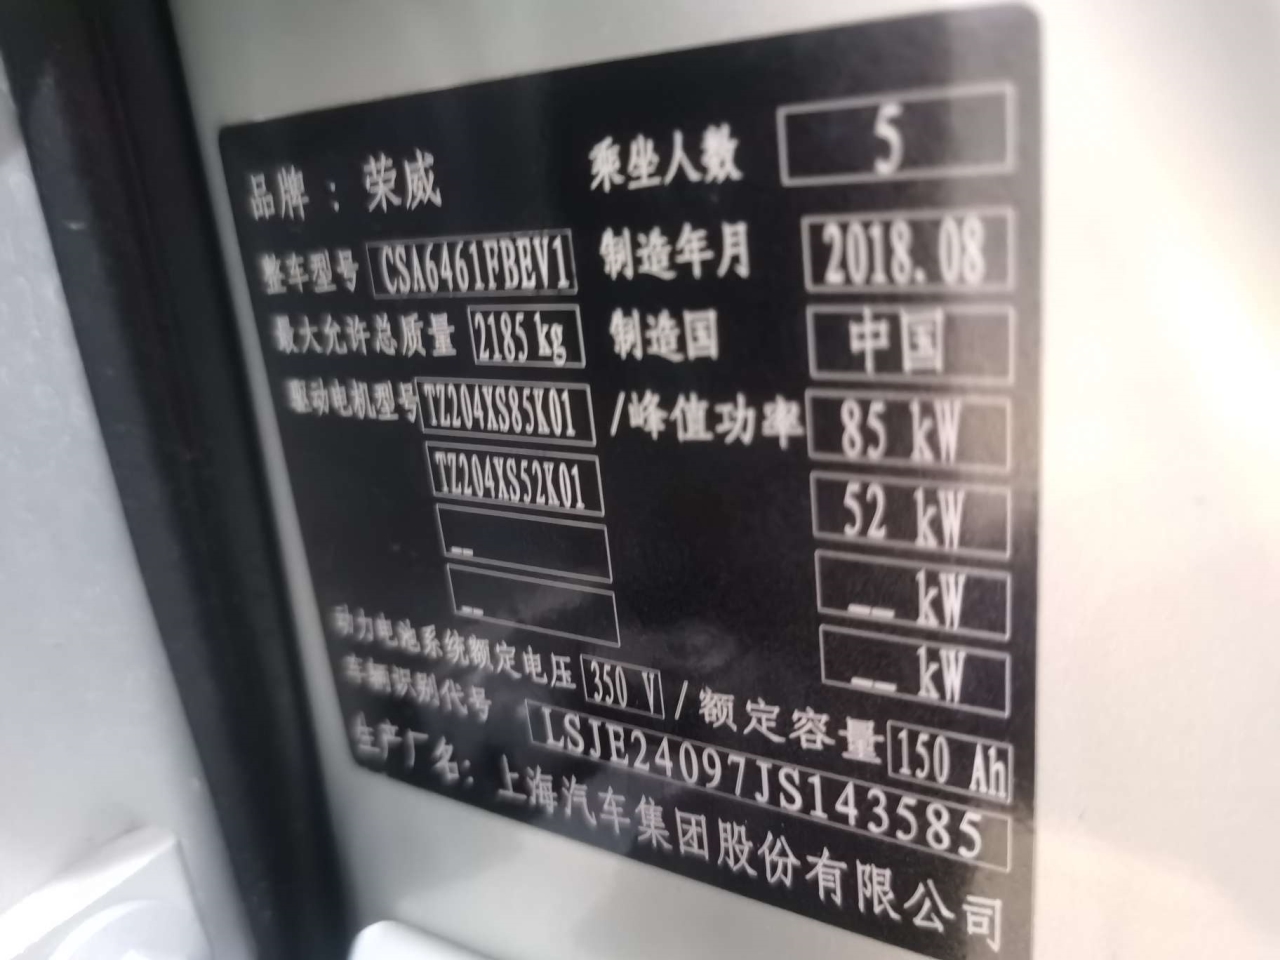 品牌：荣威 乘坐人数 5
整车型号 CSA6461FBEV1 制造年月 2018.08
最大允许总质量 2185 kg 制造国 中国
驱动电机型号 TZ204XS85K01 /峰值功率 85 kW
TZ204XS52K01 52 kW
-- -- kW
-- -- kW
动力电池系统额定电压 350 V /额定容量 150 Ah
车辆识别代号 LSJE24097JS143585
生产厂名：上海汽车集团股份有限公司